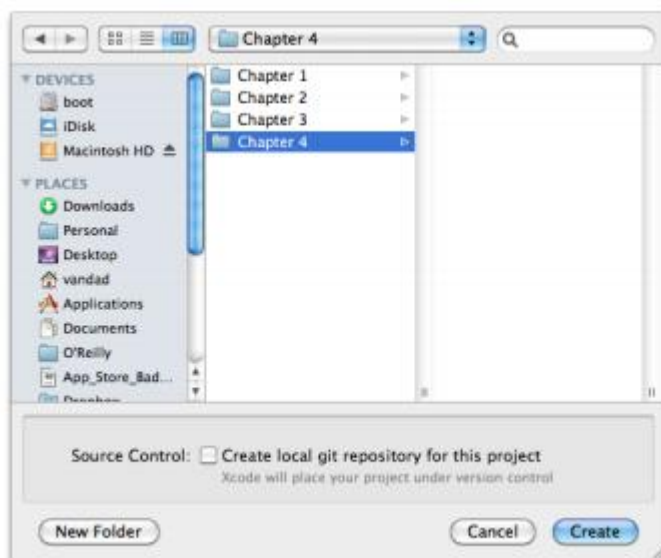 Chapter 4
DEVICES
boot
iDisk
Macintosh HD
PLACES
Downloads
Personal
Desktop
vandad
Applications
Documents
O'Reilly
App_Store_Bad...
Dropbox
Chapter 1
Chapter 2
Chapter 3
Chapter 4
Source Control: Create local git repository for this project
Xcode will place your project under version control
New Folder Cancel Create